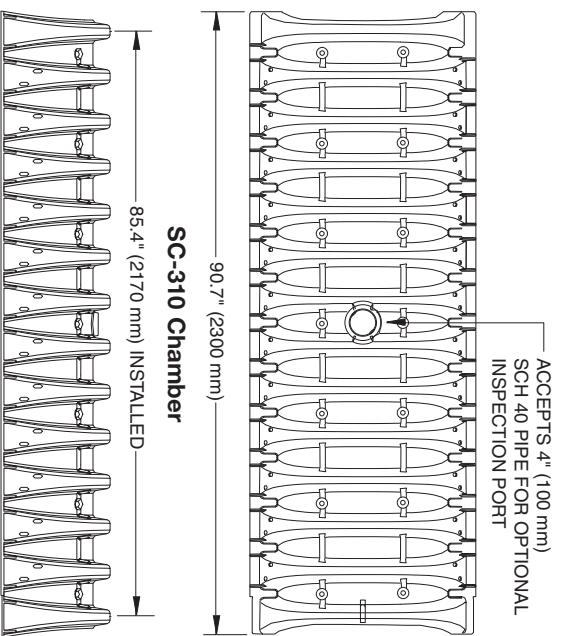 ACCEPTS 4" (100 mm)
SCH 40 PIPE FOR OPTIONAL
INSPECTION PORT
90.7" (2300 mm)
SC-310 Chamber
85.4" (2170 mm) INSTALLED